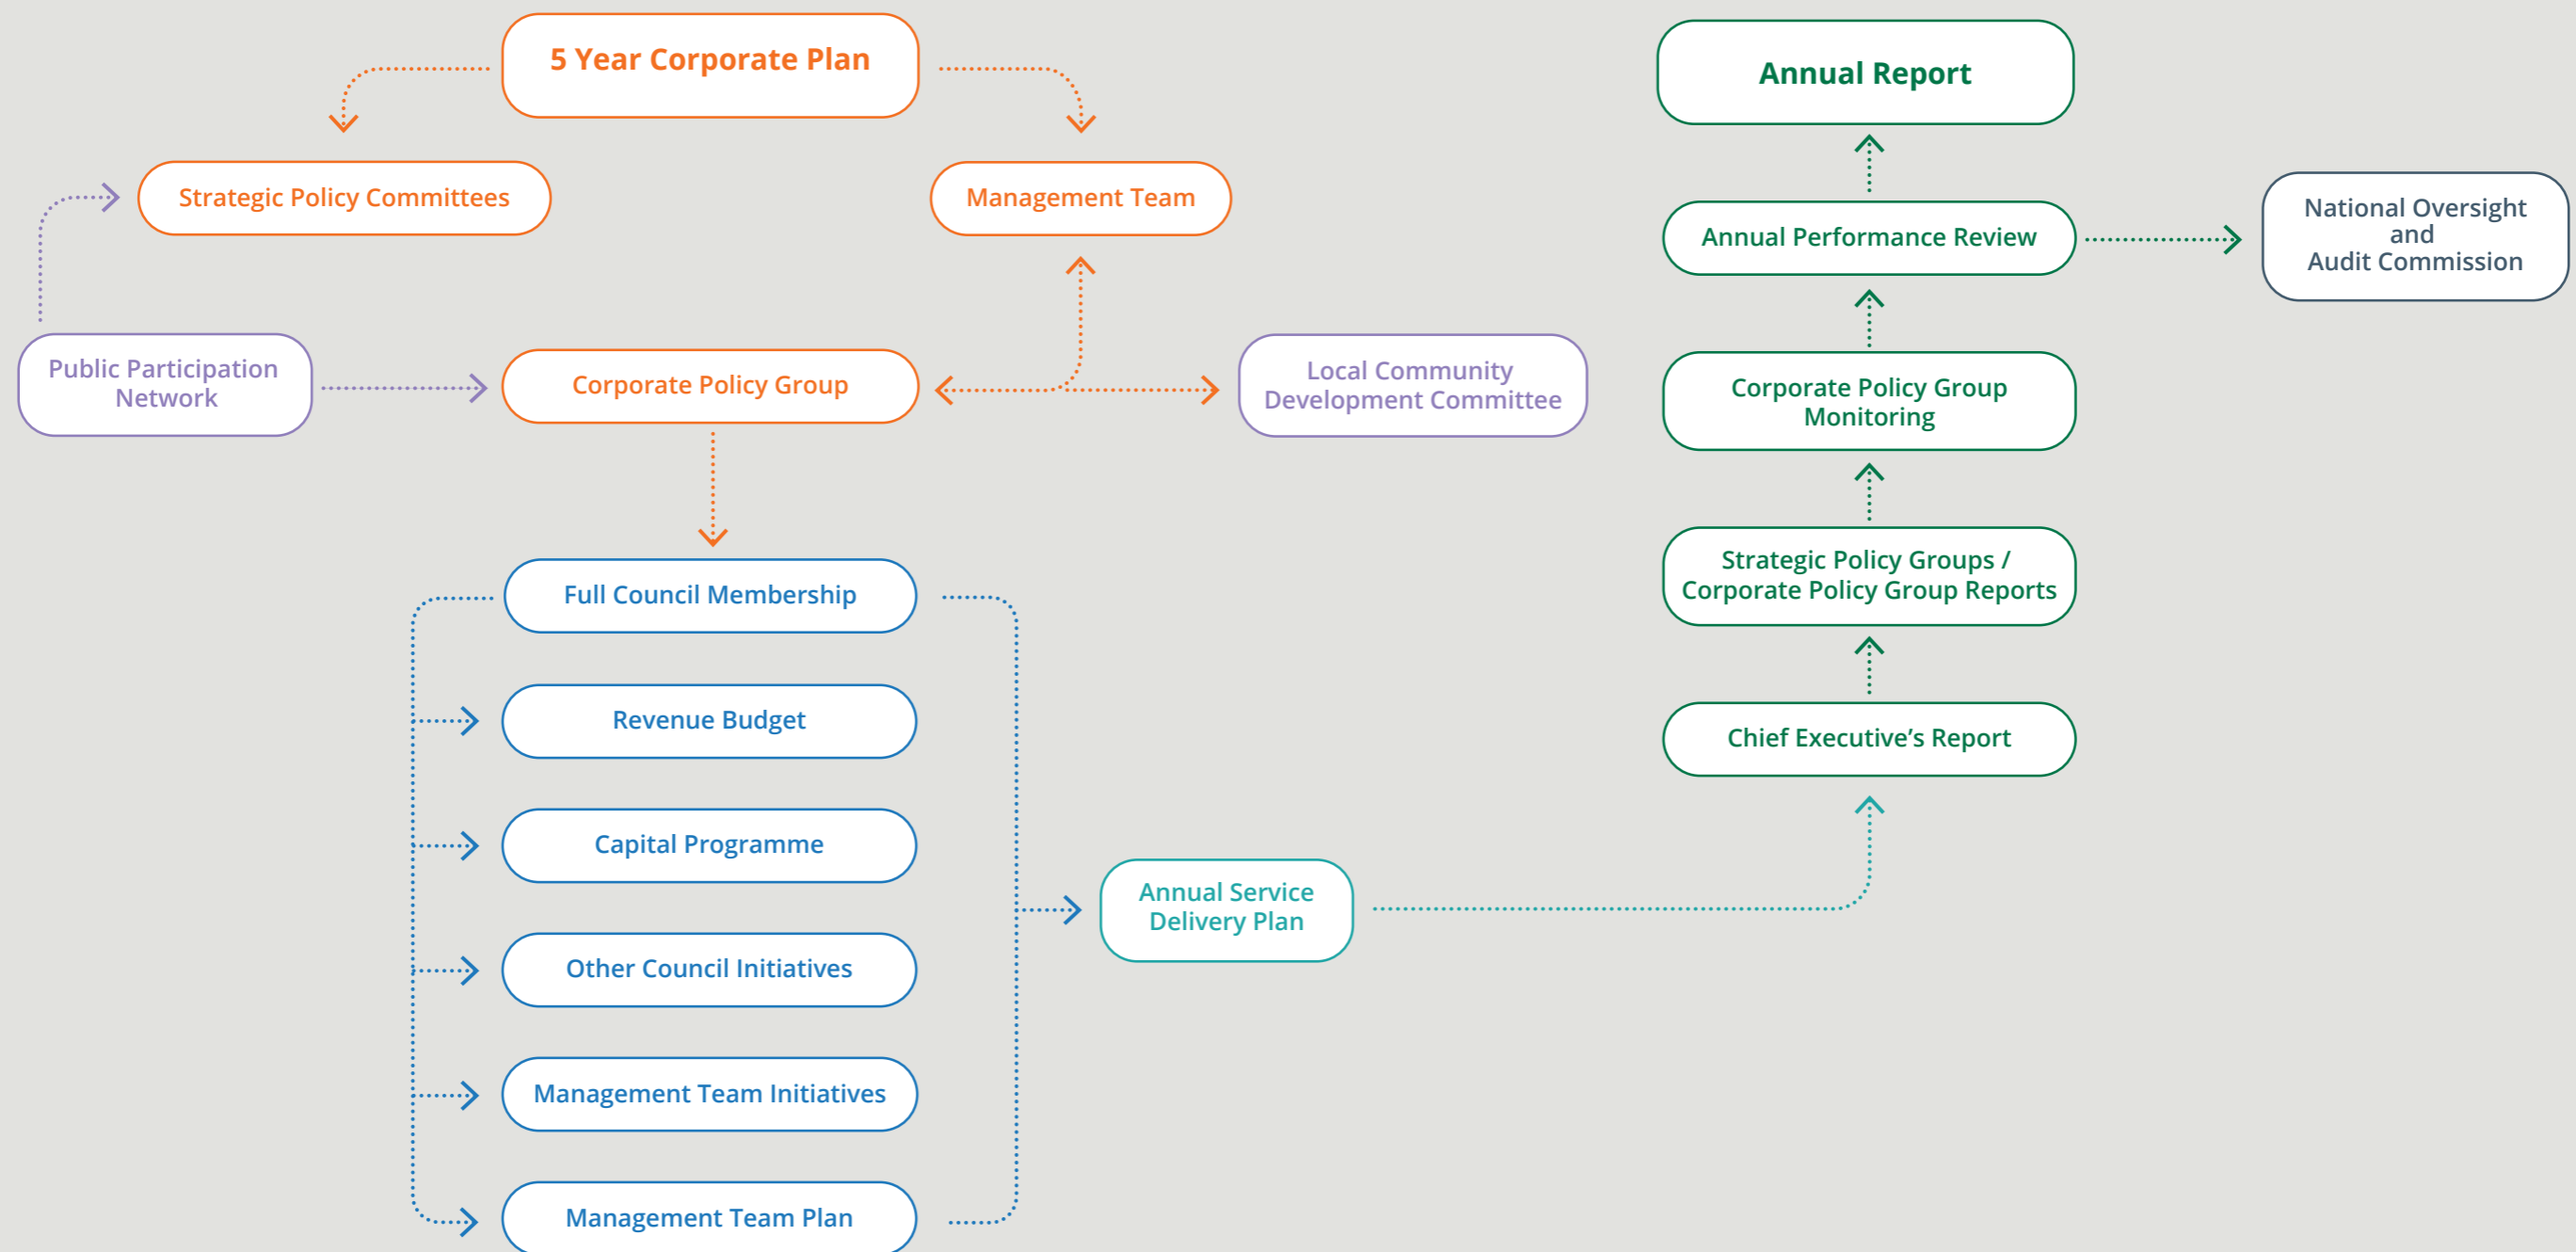 5 Year Corporate Plan
Strategic Policy Committees
Management Team
Public Participation
Network
Corporate Policy Group
Local Community
Development Committee
Full Council Membership
Revenue Budget
Capital Programme
Other Council Initiatives
Management Team Initiatives
Management Team Plan
Annual Service
Delivery Plan
Annual Report
Annual Performance Review
National Oversight
and
Audit Commission
Corporate Policy Group
Monitoring
Strategic Policy Groups /
Corporate Policy Group Reports
Chief Executive’s Report